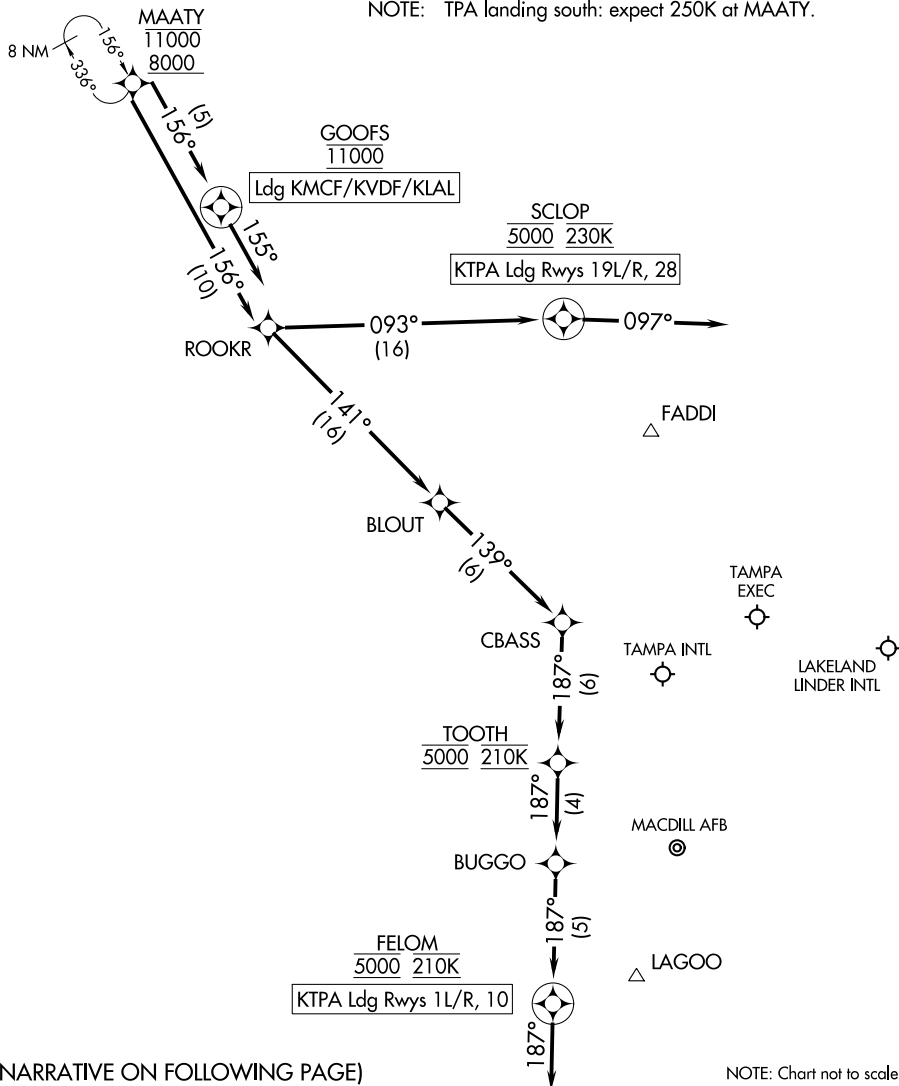 NOTE: TPA landing south: expect 250K at MAATY.
MAATY
11000
8000
8 NM
156°
336°
(5)
156°
GOOFS
11000
Ldg KMCF/KVDF/KLAL
155°
156°
(10)
SCLOP
5000 230K
KTPA Ldg Rwys 19L/R, 28
ROOKR
093°
(16)
097°
141°
(16)
FADDI
BLOUT
139°
(6)
TAMPA
EXEC
CBASS
TAMPA INTL
LAKELAND
LINDER INTL
187°
(6)
TOOTH
5000 210K
187°
(4)
MACDILL AFB
BUGGO
187°
(5)
FELOM
5000 210K
KTPA Ldg Rwys 1L/R, 10
LAGOO
187°
NARRATIVE ON FOLLOWING PAGE)
NOTE: Chart not to scale